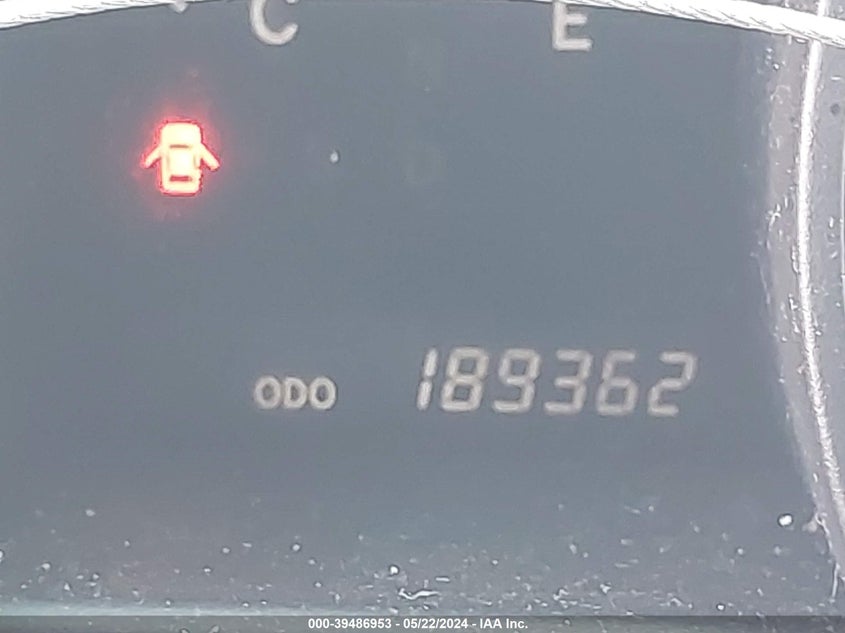 C E
ODO 189362
000-39486953 - 05/22/2024 - IAA Inc.